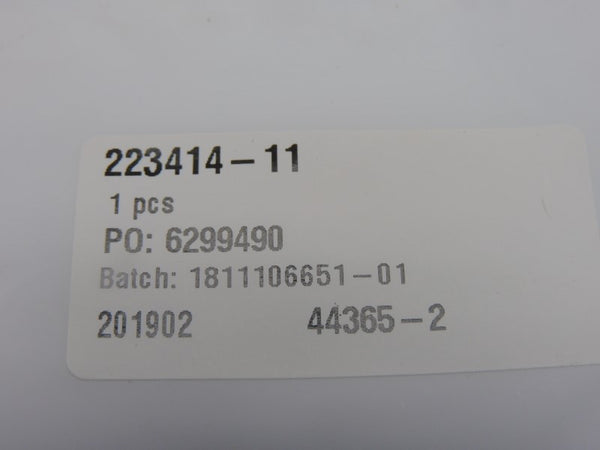 223414-11
1 pcs
PO: 6299490
Batch: 1811106651-01
201902 44365-2